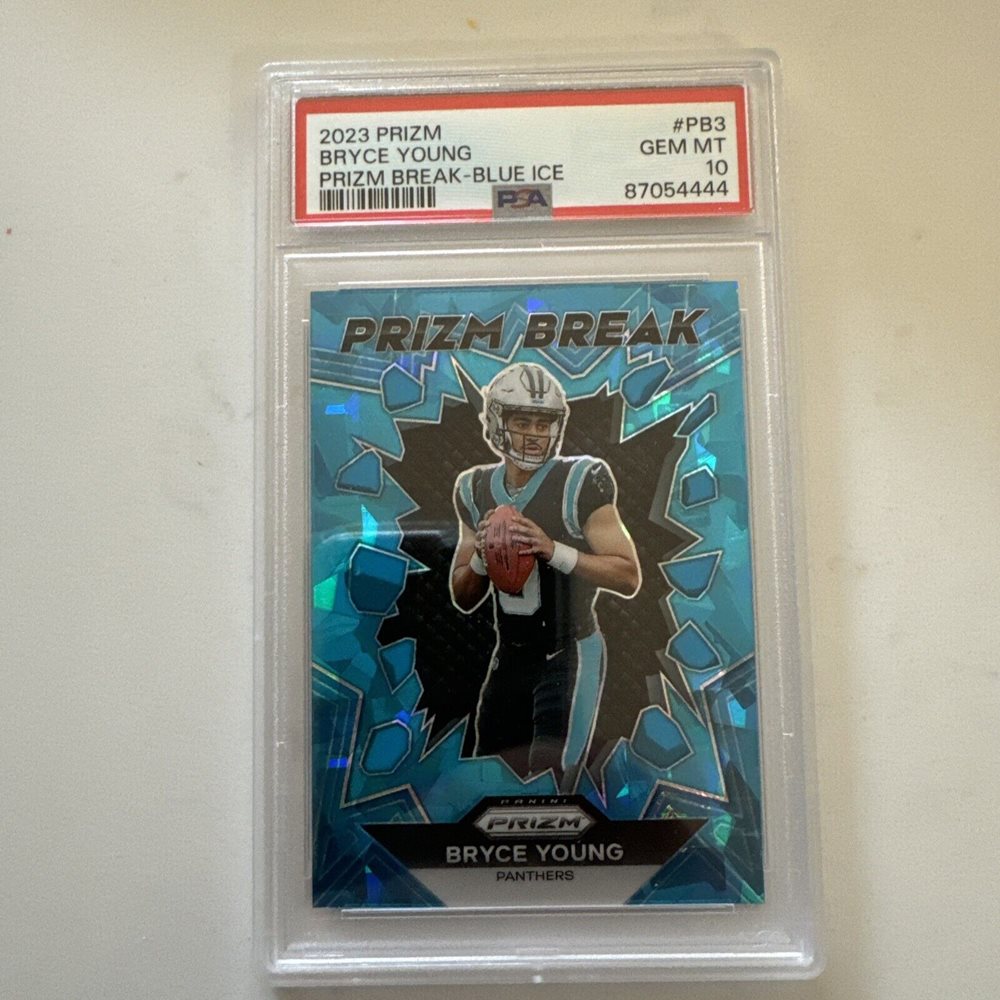 2023 PRIZM #PB3
BRYCE YOUNG GEM MT
PRIZM BREAK-BLUE ICE 10
PSA 87054444
PRIZM BREAK
PANINI
PRIZM
BRYCE YOUNG
PANTHERS